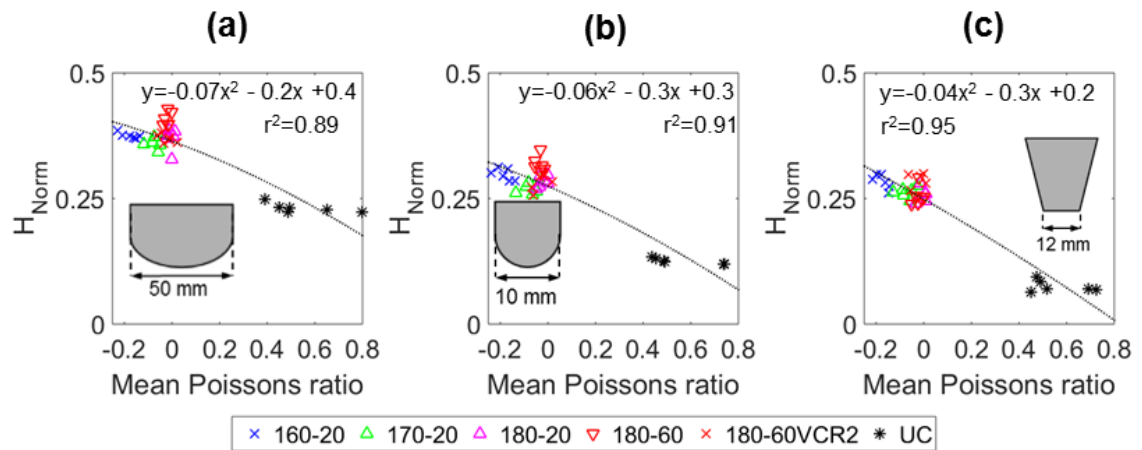 (a) (b) (c)
0.5 0.5 0.5
y=-0.07x² - 0.2x +0.4 y=-0.06x² - 0.3x +0.3 y=-0.04x² - 0.3x +0.2
r²=0.89 r²=0.91 r²=0.95
H_Norm H_Norm H_Norm
0.25 0.25 0.25
50 mm 10 mm 12 mm
0 0 0
-0.2 0 0.2 0.4 0.6 0.8 -0.2 0 0.2 0.4 0.6 0.8 -0.2 0 0.2 0.4 0.6 0.8
Mean Poissons ratio Mean Poissons ratio Mean Poissons ratio
160-20 170-20 180-20 180-60 180-60VCR2 UC